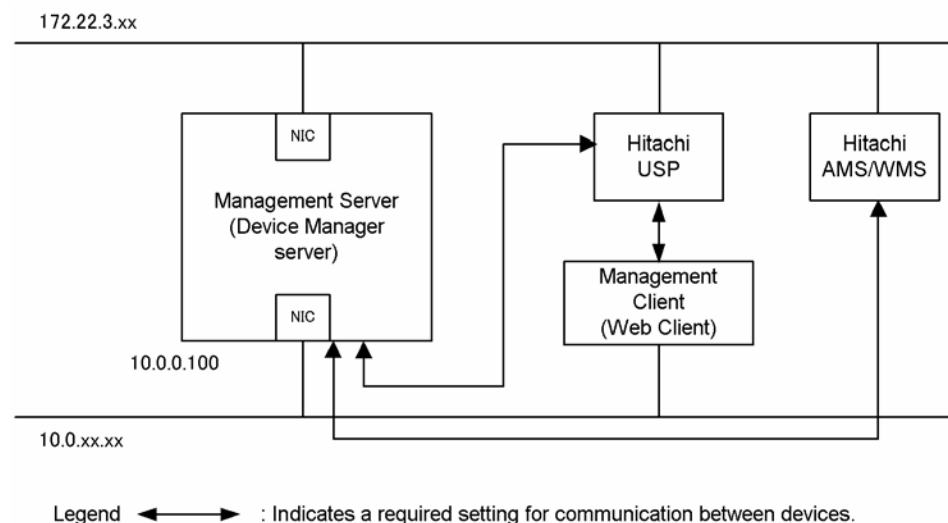 172.22.3.xx
NIC
Management Server
(Device Manager
server)
NIC
10.0.0.100
Hitachi
USP
Management
Client
(Web Client)
Hitachi
AMS/WMS
10.0.xx.xx
Legend : Indicates a required setting for communication between devices.